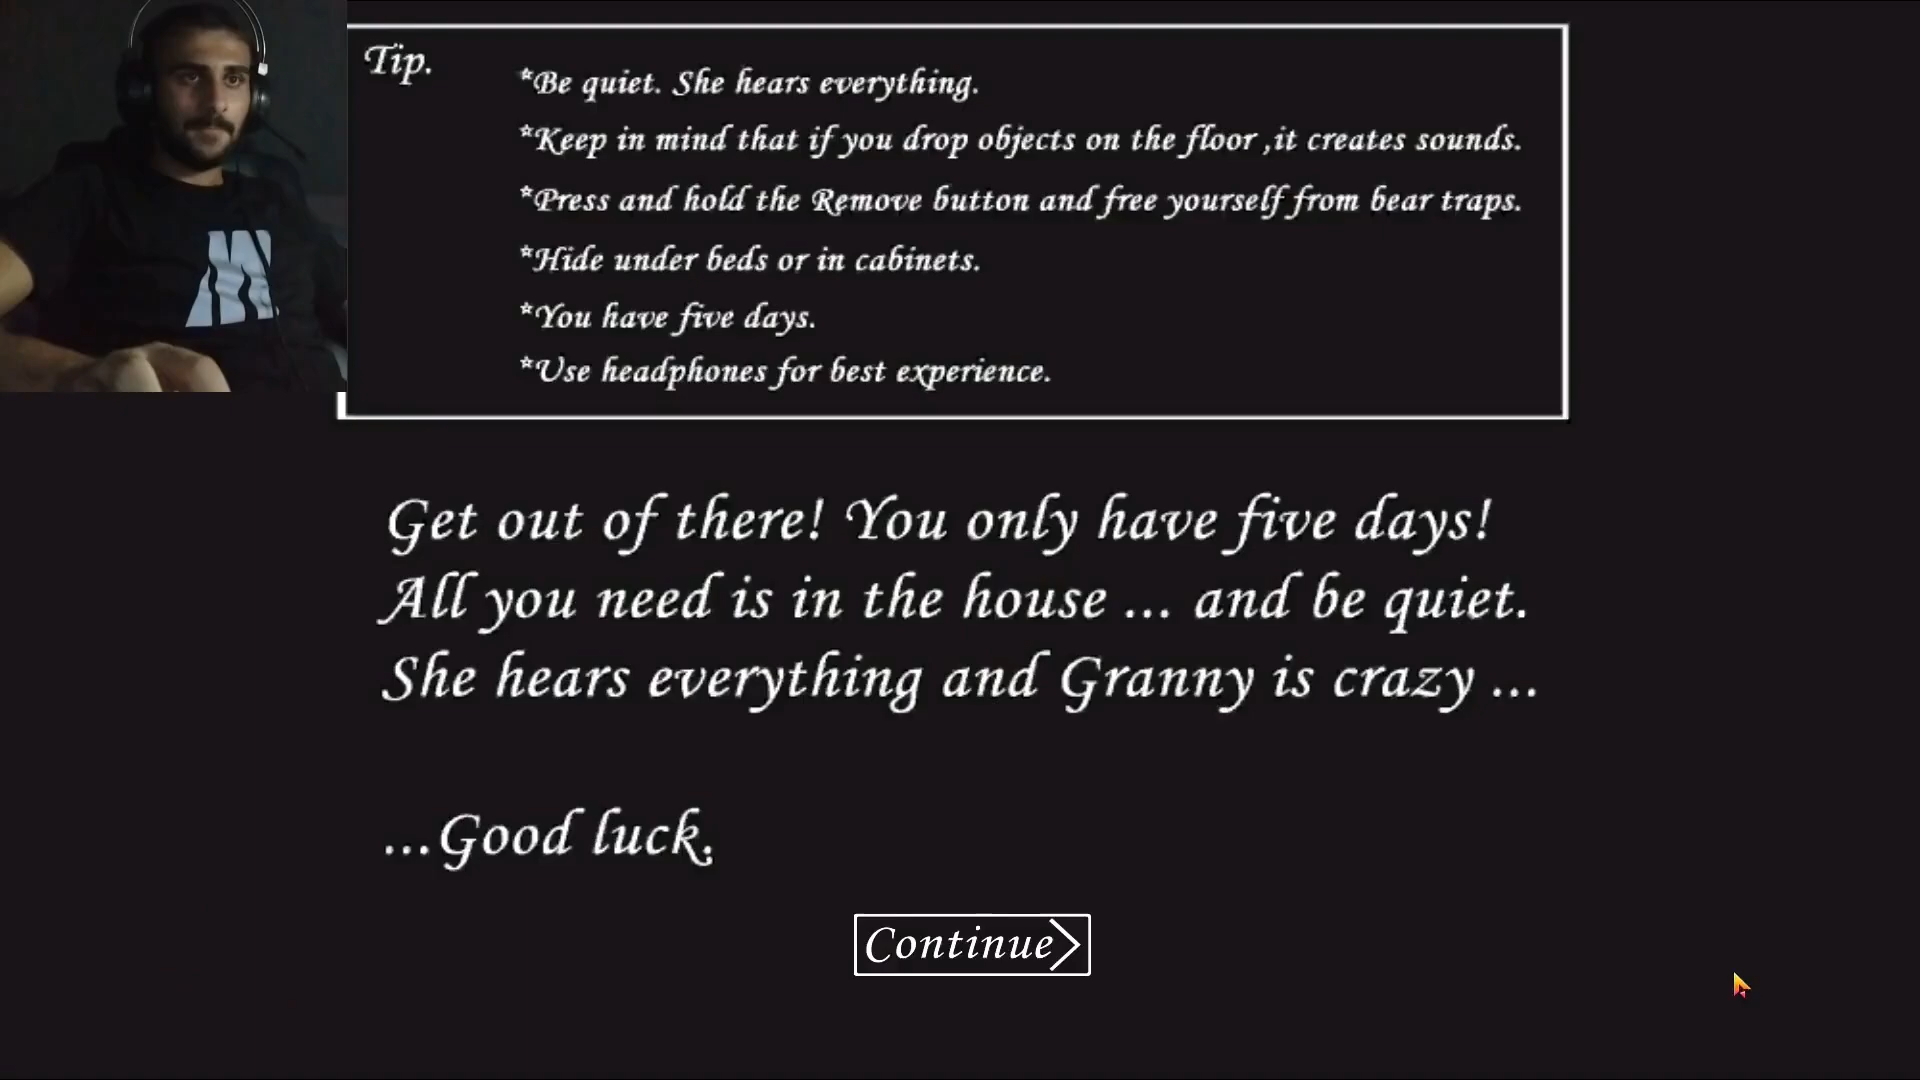 Tip.
*Be quiet. She hears everything.
*Keep in mind that if you drop objects on the floor ,it creates sounds.
*Press and hold the Remove button and free yourself from bear traps.
*Hide under beds or in cabinets.
*You have five days.
*Use headphones for best experience.
Get out of there! You only have five days!
All you need is in the house ... and be quiet.
She hears everything and Granny is crazy ...
...Good luck.
Continue>